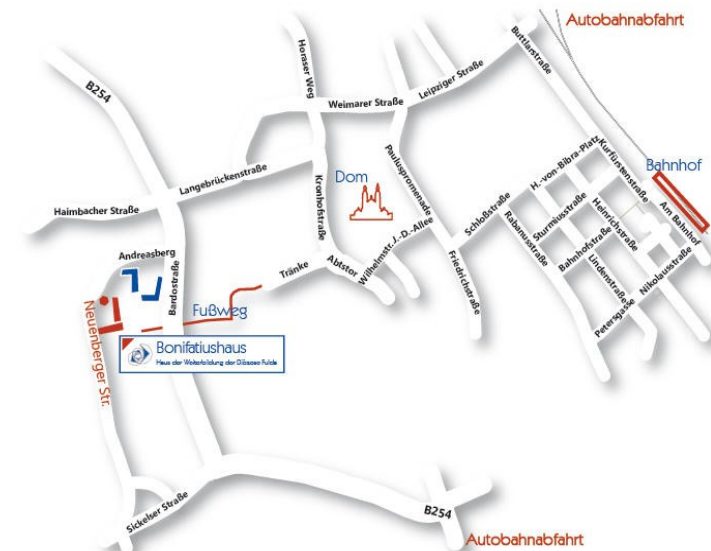 Autobahnabfahrt
Buttlarstraße
Horaser Weg
Leipziger Straße
B254
Weimarer Straße
Kurfürstenstraße
H.-von-Bibra-Platz
Bahnhof
Pauluspromenade
Dom
Langebrückenstraße
Kronhofstraße
Schloßstraße
Sturmiusstraße
Heinrichstraße
Am Bahnhof
Haimbacher Straße
Rabanusstraße
Wilhelmstr.
J.-D.-Allee
Bahnhofstraße
Andreasberg
Tränke
Abtstor
Friedrichstraße
Lindenstraße
Nikolausstraße
Bardostraße
Fußweg
Petersgasse
Neuenberger Str.
Bonifatiushaus
Haus der Weiterbildung der Diözese Fulda
Sickelser Straße
B254
Autobahnabfahrt